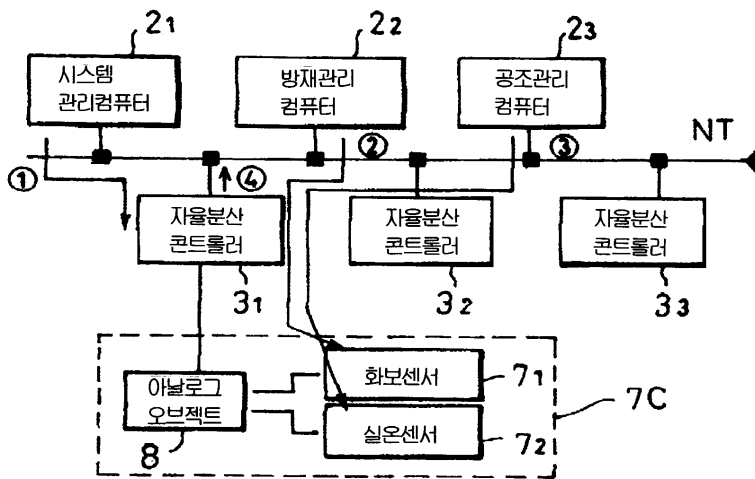 21
22
23
시스템
관리컴퓨터
방재관리
컴퓨터
공조관리
컴퓨터
NT
①
④
②
③
자율분산
콘트롤러
자율분산
콘트롤러
자율분산
콘트롤러
31
32
33
아날로그
오브젝트
8
화보센서
71
실온센서
72
7C